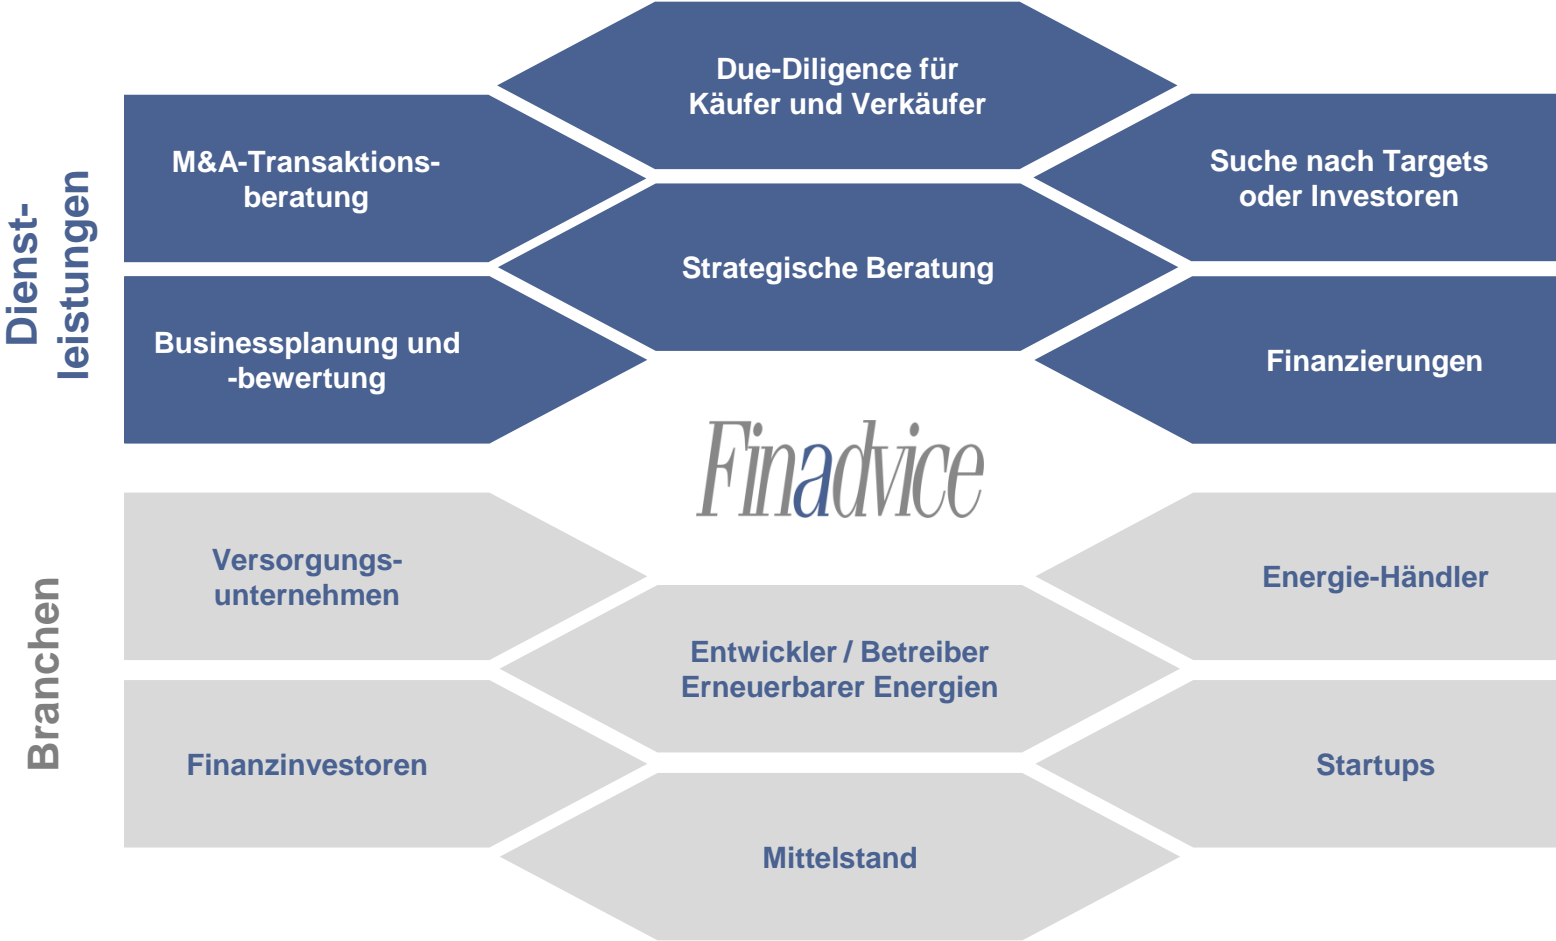 Dienst-
leistungen
Due-Diligence für
Käufer und Verkäufer
M&A-Transaktions-
beratung
Suche nach Targets
oder Investoren
Strategische Beratung
Businessplanung und
-bewertung
Finanzierungen
Finadvice
Branchen
Versorgungs-
unternehmen
Energie-Händler
Entwickler / Betreiber
Erneuerbarer Energien
Finanzinvestoren
Startups
Mittelstand